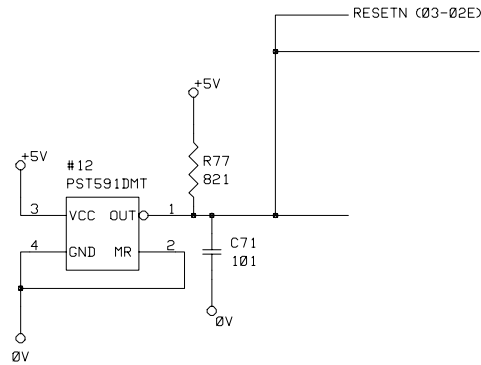 RESETN (03-02E)
+5V
+5V
#12
PST591DMT
R77
821
3
VCC OUT
1
4
GND MR
2
C71
101
0V
0V